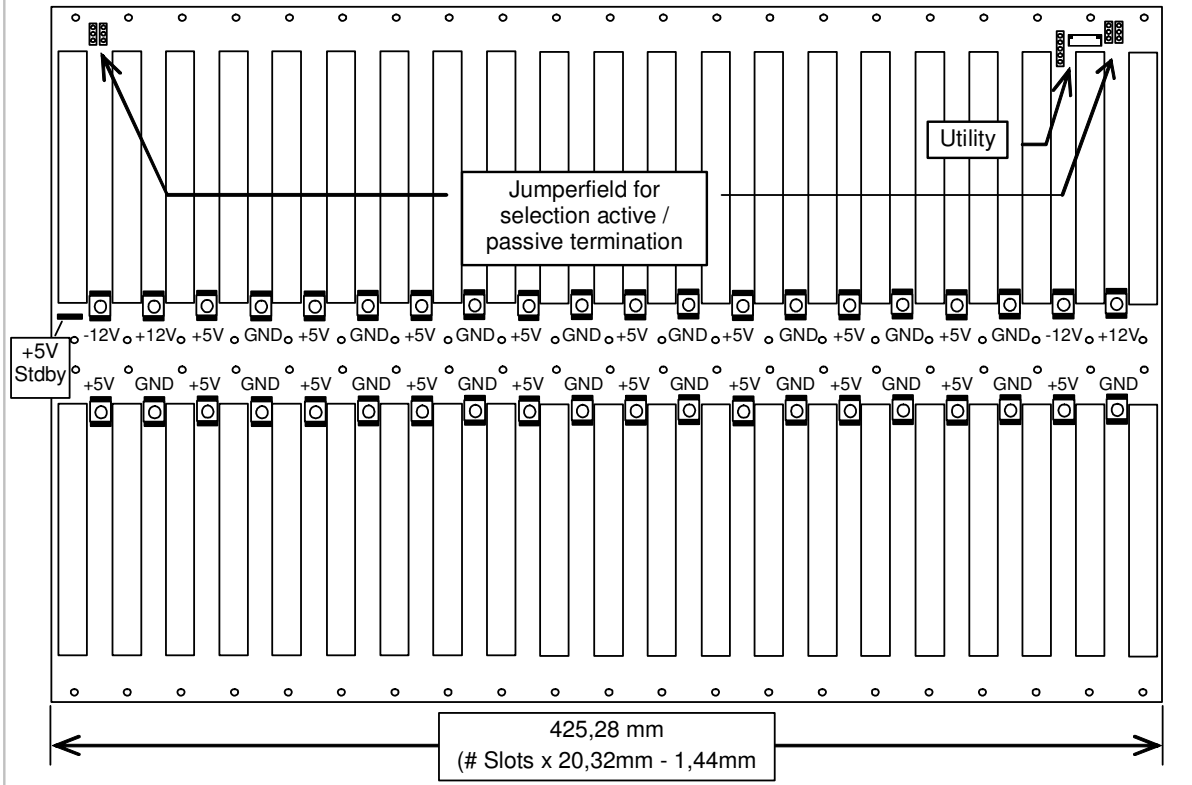 Utility
Jumperfield for
selection active /
passive termination
-12V +12V +5V GND +5V GND +5V GND +5V GND +5V GND +5V GND +5V GND +5V GND -12V +12V
+5V
Stdby
+5V GND +5V GND +5V GND +5V GND +5V GND +5V GND +5V GND +5V GND +5V GND +5V GND
425,28 mm
(# Slots x 20,32mm - 1,44mm